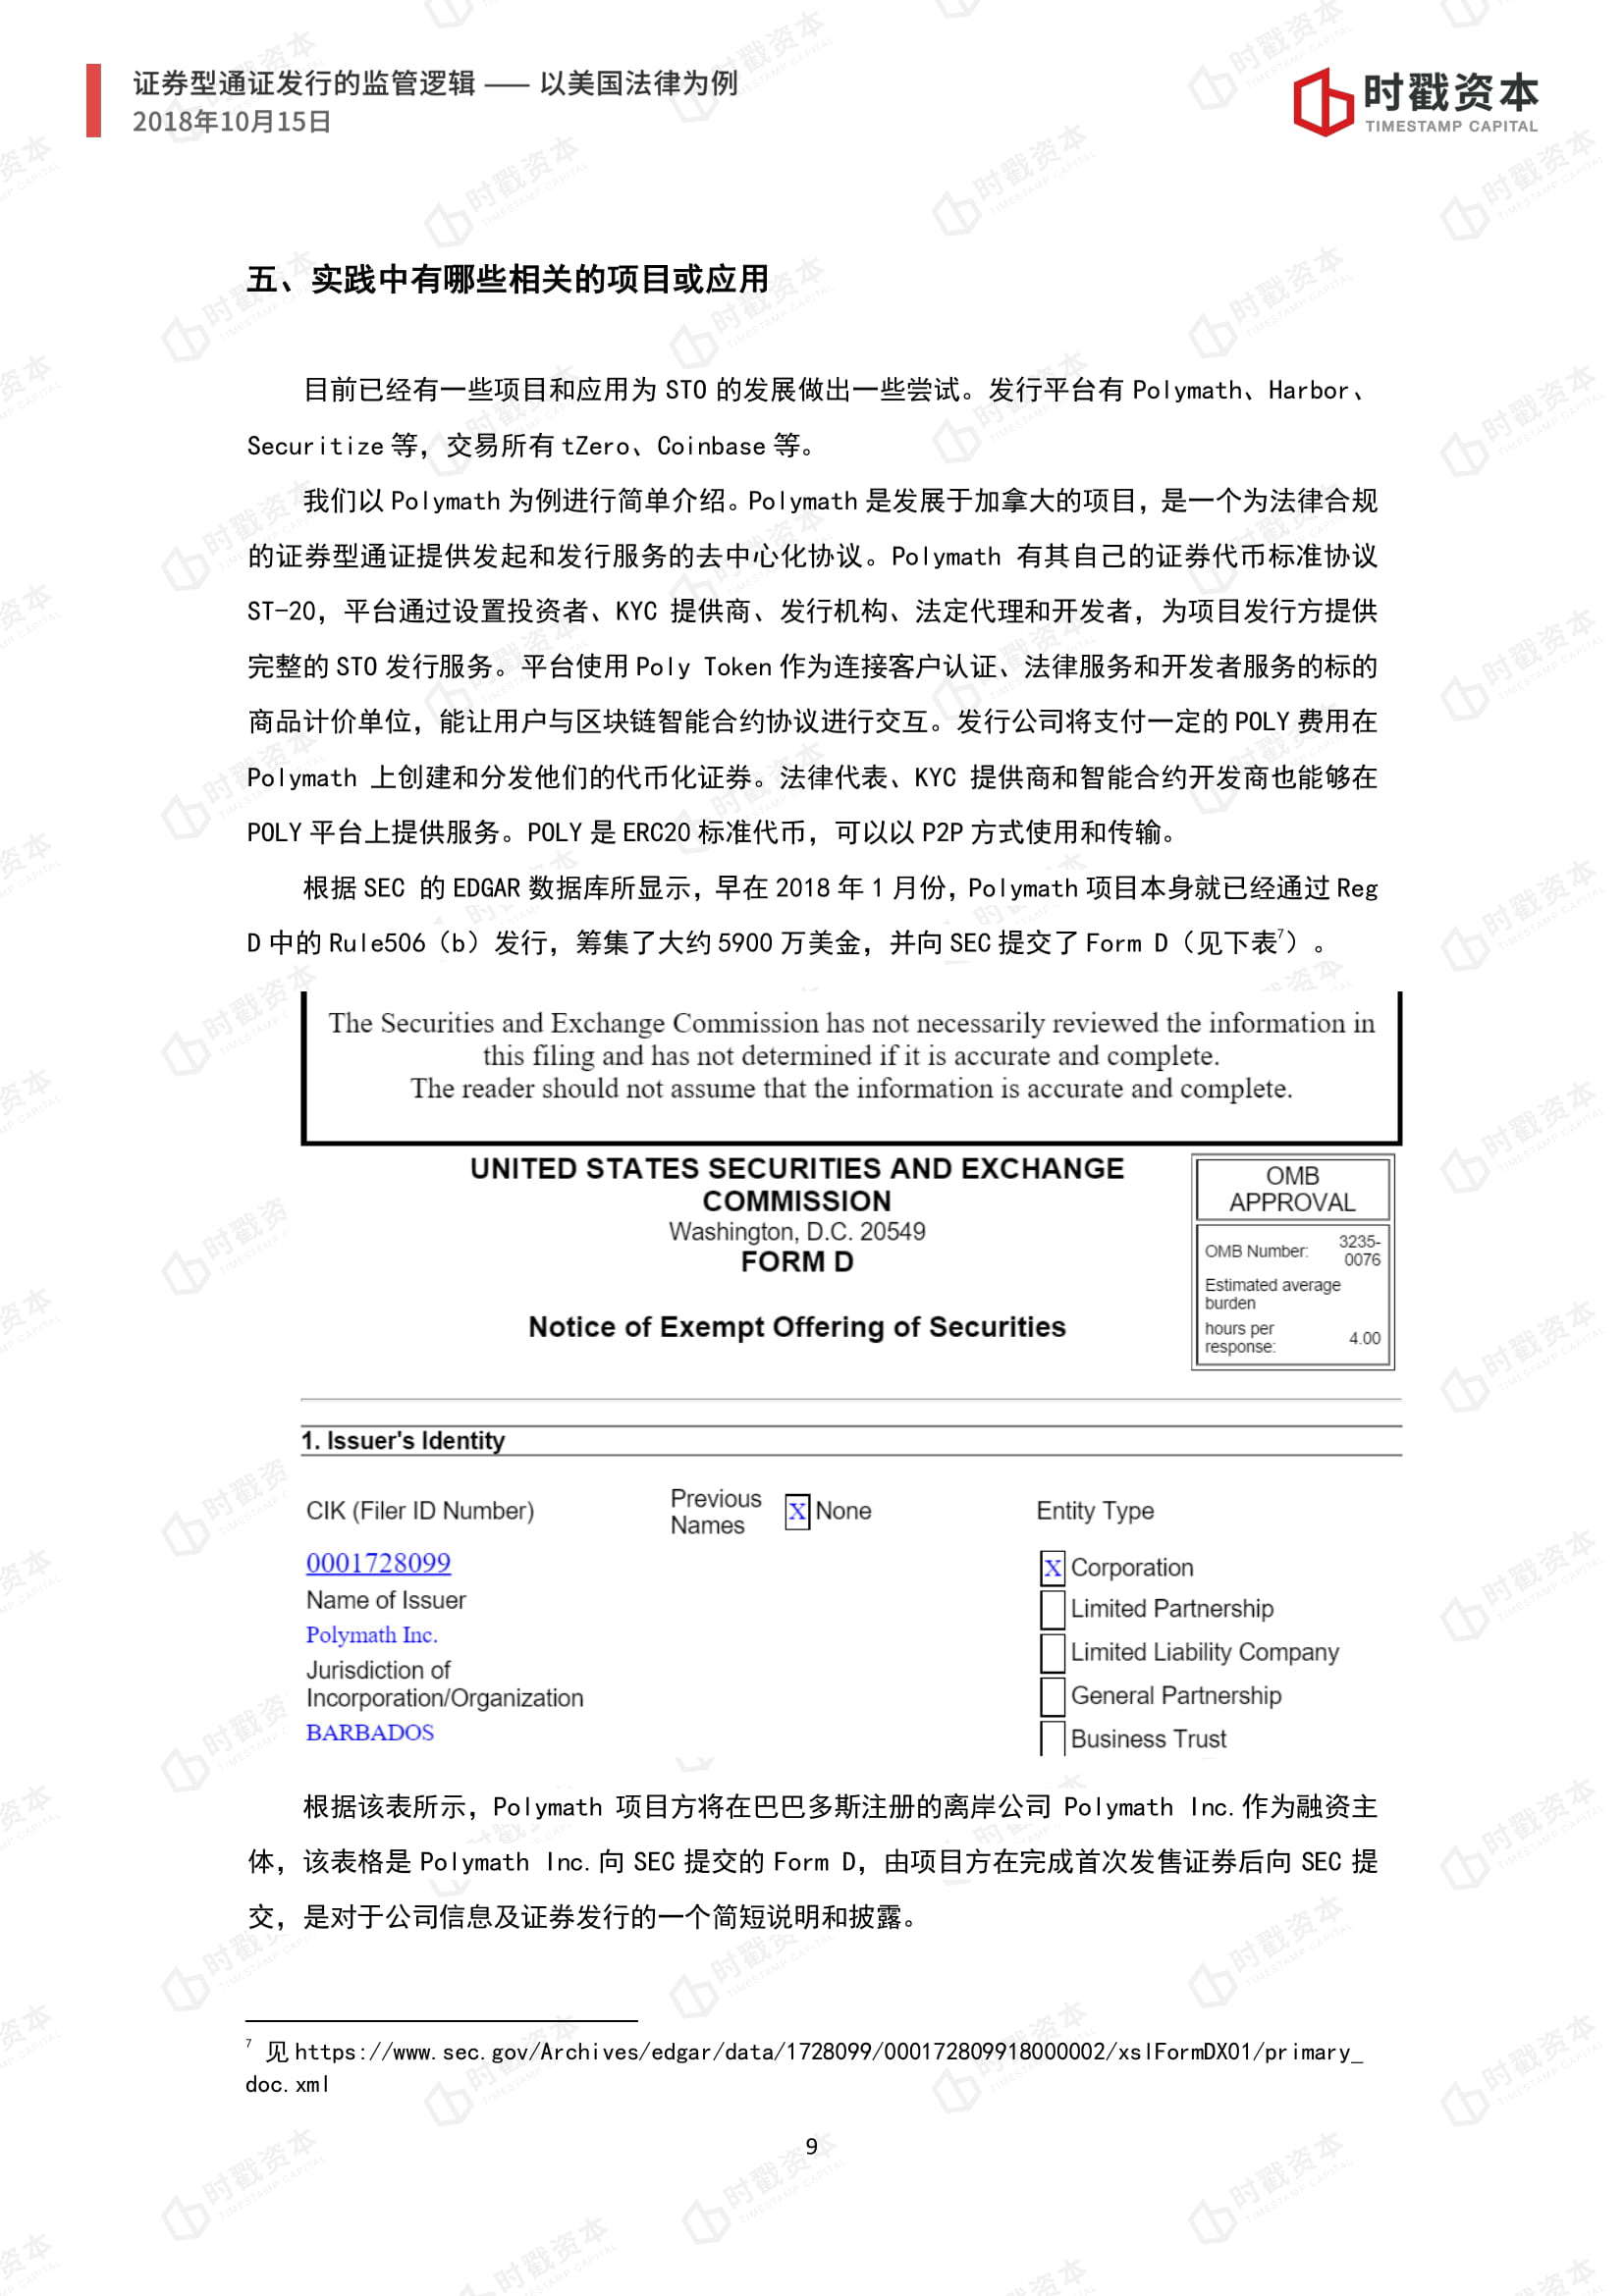 证券型通证发行的监管逻辑 —— 以美国法律为例
2018年10月15日
时戳资本
TIMESTAMP CAPITAL
五、实践中有哪些相关的项目或应用
目前已经有一些项目和应用为 STO 的发展做出一些尝试。发行平台有 Polymath、Harbor、
Securitize 等，交易所有 tZero、Coinbase 等。
我们以 Polymath 为例进行简单介绍。Polymath 是发展于加拿大的项目，是一个为法律合规
的证券型通证提供发起和发行服务的去中心化协议。Polymath 有其自己的证券代币标准协议
ST-20，平台通过设置投资者、KYC 提供商、发行机构、法定代理和开发者，为项目发行方提供
完整的 STO 发行服务。平台使用 Poly Token 作为连接客户认证、法律服务和开发者服务的标的
商品计价单位，能让用户与区块链智能合约协议进行交互。发行公司将支付一定的 POLY 费用在
Polymath 上创建和分发他们的代币化证券。法律代表、KYC 提供商和智能合约开发商也能够在
POLY 平台上提供服务。POLY 是 ERC20 标准代币，可以以 P2P 方式使用和传输。
根据 SEC 的 EDGAR 数据库所显示，早在 2018 年 1 月份，Polymath 项目本身就已经通过 Reg
D 中的 Rule506（b）发行，筹集了大约 5900 万美金，并向 SEC 提交了 Form D（见下表7）。
The Securities and Exchange Commission has not necessarily reviewed the information in
this filing and has not determined if it is accurate and complete.
The reader should not assume that the information is accurate and complete.
UNITED STATES SECURITIES AND EXCHANGE
COMMISSION
Washington, D.C. 20549
FORM D
Notice of Exempt Offering of Securities
OMB
APPROVAL
OMB Number: 3235-
0076
Estimated average
burden
hours per
response: 4.00
1. Issuer's Identity
CIK (Filer ID Number)
Previous
Names
X None
Entity Type
0001728099
Name of Issuer
Polymath Inc.
Jurisdiction of
Incorporation/Organization
BARBADOS
X Corporation
Limited Partnership
Limited Liability Company
General Partnership
Business Trust
根据该表所示，Polymath 项目方将在巴巴多斯注册的离岸公司 Polymath Inc. 作为融资主
体，该表格是 Polymath Inc. 向 SEC 提交的 Form D，由项目方在完成首次发售证券后向 SEC 提
交，是对于公司信息及证券发行的一个简短说明和披露。
7 见 https://www.sec.gov/Archives/edgar/data/1728099/000172809918000002/xslFormDX01/primary_
doc.xml
9